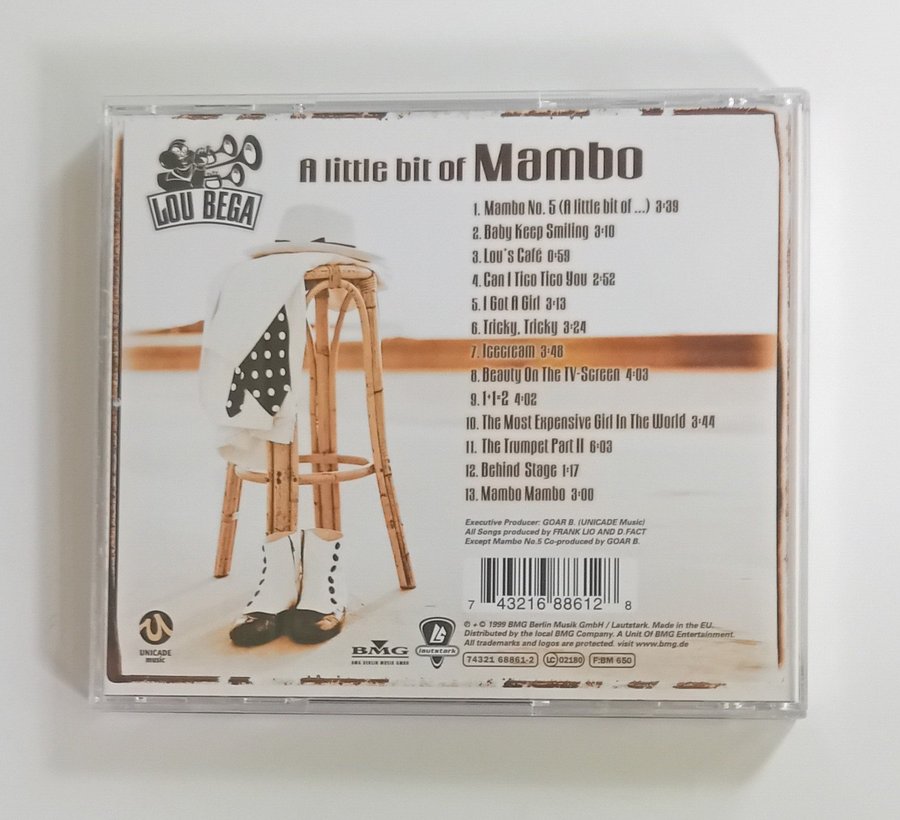 LOU BEGA
A little bit of Mambo
1. Mambo No. 5 (A little bit of ...) 3:39
2. Baby Keep Smiling 3:10
3. Lou's Café 0:59
4. Can I Tico Tico You 2:52
5. I Got A Girl 3:13
6. Tricky, Tricky 3:24
7. Icecream 3:48
8. Beauty On The TV-Screen 4:03
9. 1+1=2 4:02
10. The Most Expensive Girl In The World 3:44
11. The Trumpet Part II 6:03
12. Behind Stage 1:17
13. Mambo Mambo 3:00
Executive Producer: GOAR B. (UNICADE Music)
All Songs produced by FRANK LIO AND D.FACT
Except Mambo No.5 Co-produced by GOAR B.
7 43216 88612 8
℗ + © 1999 BMG Berlin Musik GmbH / Lautstark. Made in the EU.
Distributed by the local BMG Company. A Unit Of BMG Entertainment.
All writing and logos are protected. visit www.bmg.de
74321 68861-2 LC 02180 F:BM 650
UNICADE
music
BMG
BMG BERLIN MUSIK GMBH
lautstark